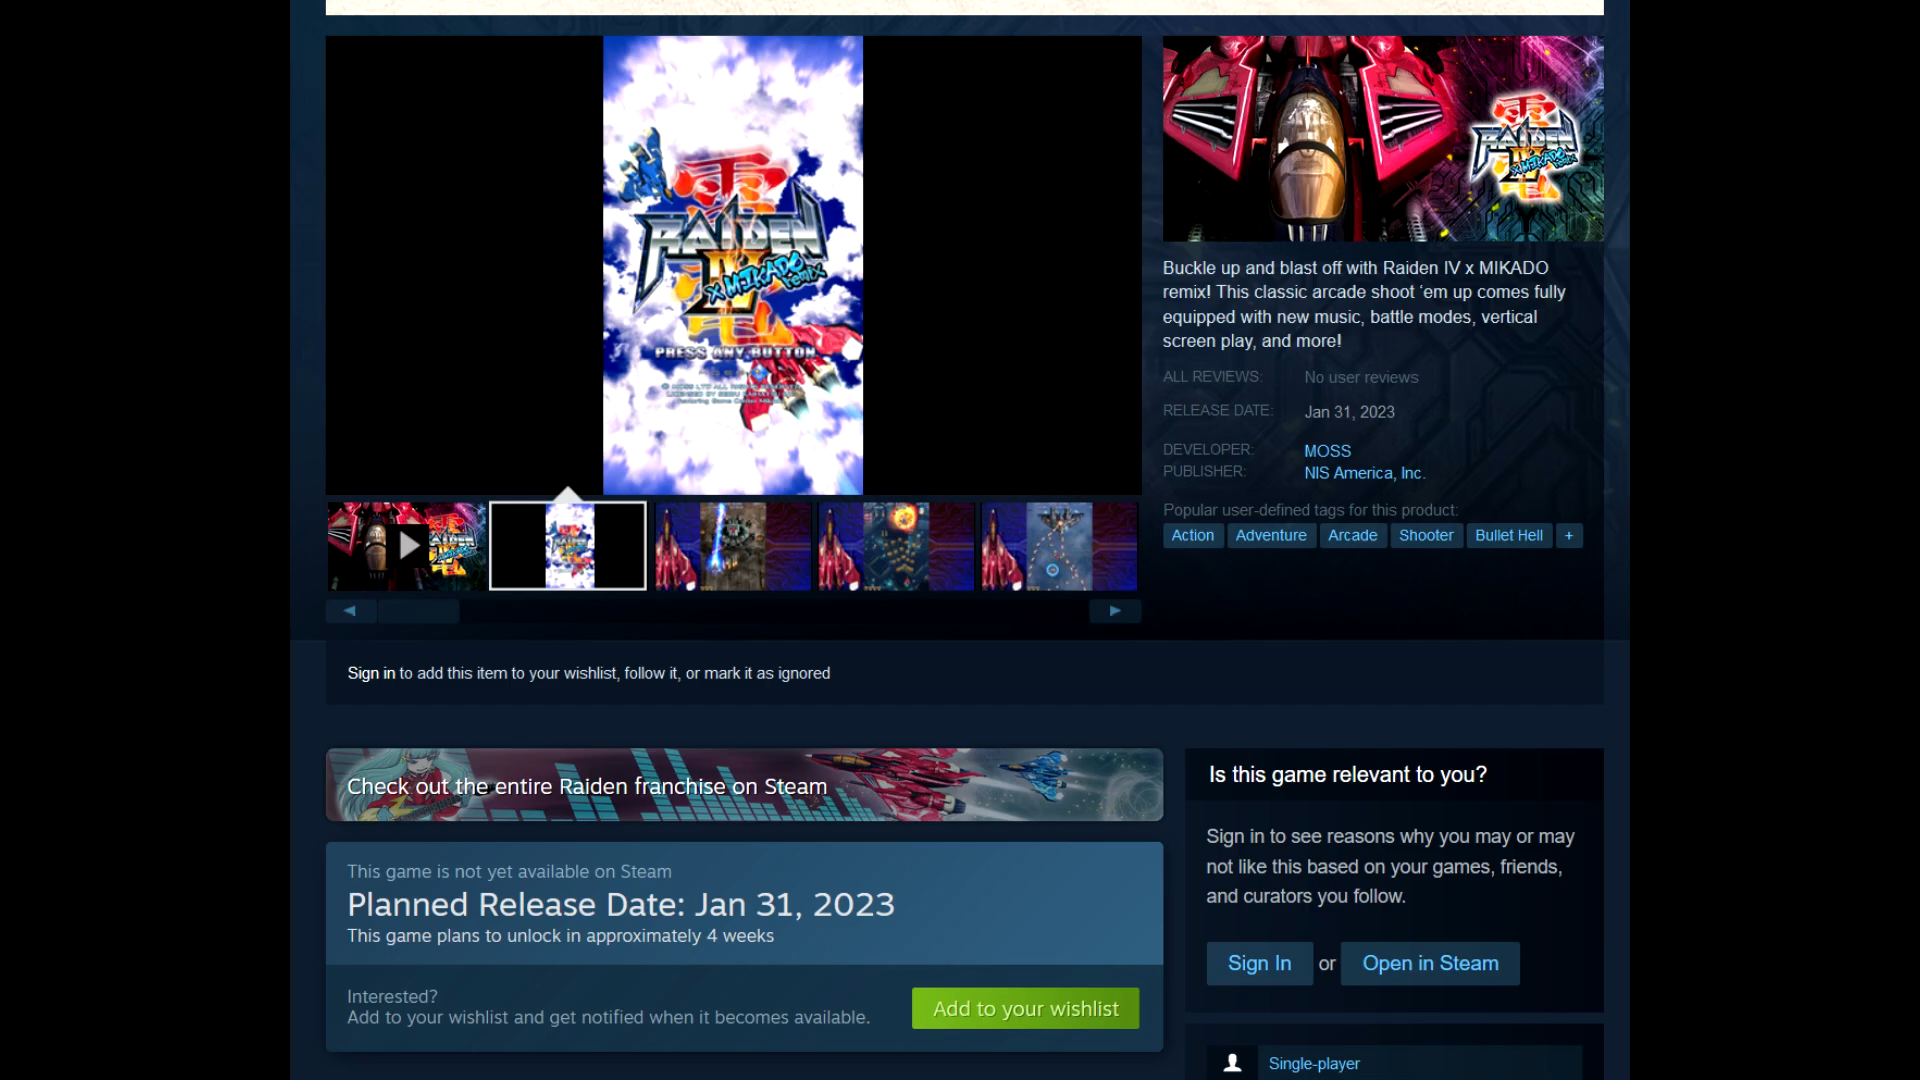 雷
RAIDEN
IV
x MIKADO
remix
電
PRESS ANY BUTTON
RAIDEN
IV
x MIKADO
remix
Buckle up and blast off with Raiden IV x MIKADO
remix! This classic arcade shoot ‘em up comes fully
equipped with new music, battle modes, vertical
screen play, and more!
ALL REVIEWS: No user reviews
RELEASE DATE: Jan 31, 2023
DEVELOPER: MOSS
PUBLISHER: NIS America, Inc.
Popular user-defined tags for this product:
Action Adventure Arcade Shooter Bullet Hell +
Sign in to add this item to your wishlist, follow it, or mark it as ignored
Check out the entire Raiden franchise on Steam
This game is not yet available on Steam
Planned Release Date: Jan 31, 2023
This game plans to unlock in approximately 4 weeks
Interested?
Add to your wishlist and get notified when it becomes available.
Add to your wishlist
Is this game relevant to you?
Sign in to see reasons why you may or may
not like this based on your games, friends,
and curators you follow.
Sign In or Open in Steam
Single-player